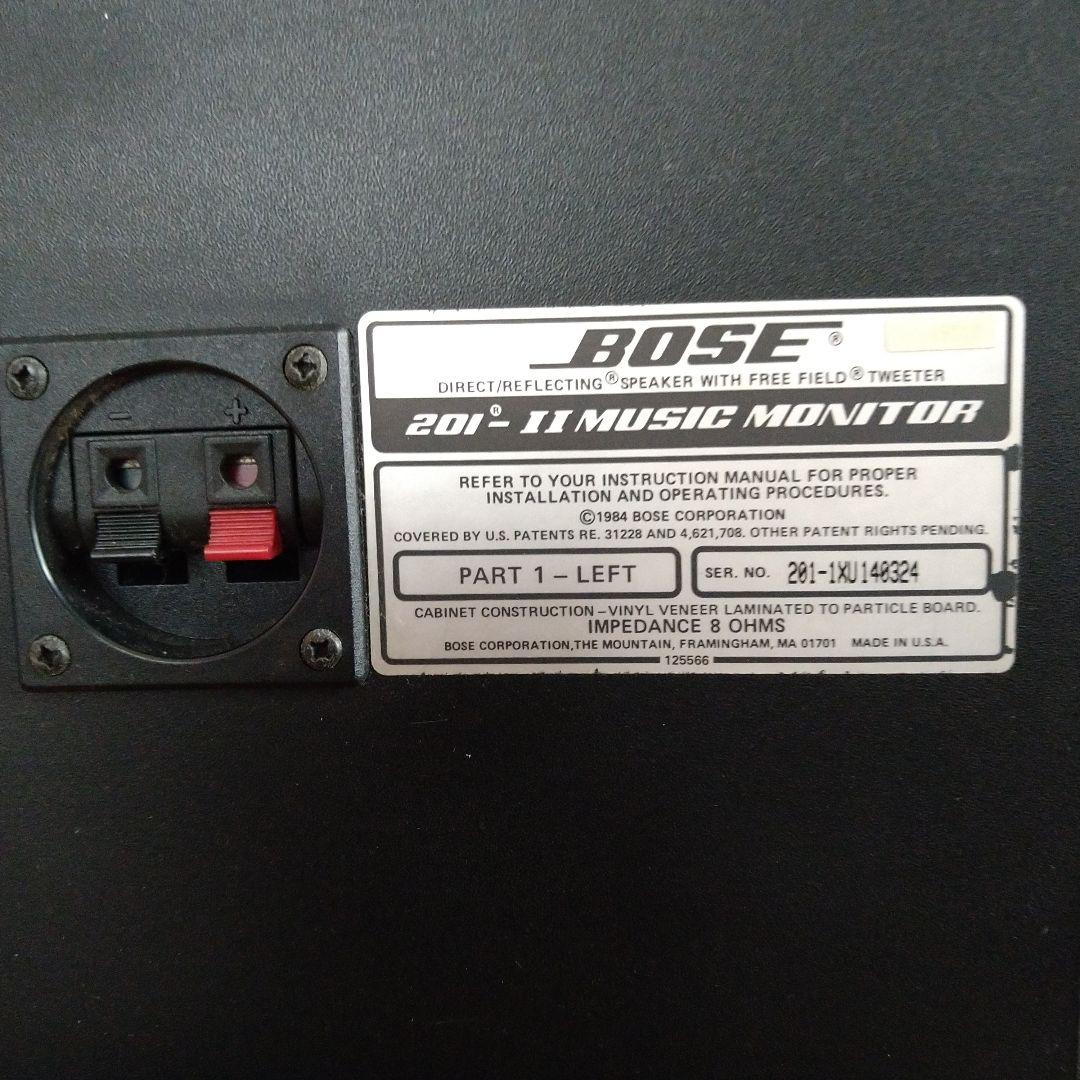 − +
BOSE®
DIRECT/REFLECTING® SPEAKER WITH FREE FIELD® TWEETER
201®-II MUSIC MONITOR
REFER TO YOUR INSTRUCTION MANUAL FOR PROPER
INSTALLATION AND OPERATING PROCEDURES.
©1984 BOSE CORPORATION
COVERED BY U.S. PATENTS RE. 31228 AND 4,621,708. OTHER PATENT RIGHTS PENDING.
PART 1 – LEFT
SER. NO. 201-1XU140324
CABINET CONSTRUCTION – VINYL VENEER LAMINATED TO PARTICLE BOARD.
IMPEDANCE 8 OHMS
BOSE CORPORATION, THE MOUNTAIN, FRAMINGHAM, MA 01701 MADE IN U.S.A.
125566